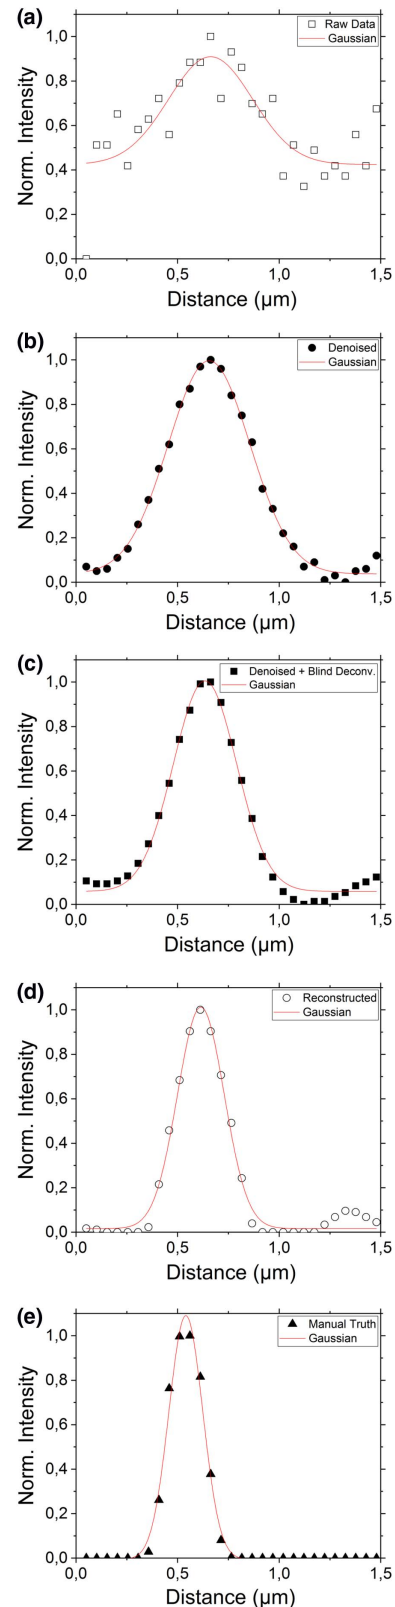 (a)
Raw Data
Gaussian
1,0
0,8
0,6
0,4
0,2
0,0
Norm. Intensity
0,0 0,5 1,0 1,5
Distance (µm)
(b)
Denoised
Gaussian
1,0
0,8
0,6
0,4
0,2
0,0
Norm. Intensity
0,0 0,5 1,0 1,5
Distance (µm)
(c)
Denoised + Blind Deconv.
Gaussian
1,0
0,8
0,6
0,4
0,2
0,0
Norm. Intensity
0,0 0,5 1,0 1,5
Distance (µm)
(d)
Reconstructed
Gaussian
1,0
0,8
0,6
0,4
0,2
0,0
Norm. Intensity
0,0 0,5 1,0 1,5
Distance (µm)
(e)
Manual Truth
Gaussian
1,0
0,8
0,6
0,4
0,2
0,0
Norm. Intensity
0,0 0,5 1,0 1,5
Distance (µm)